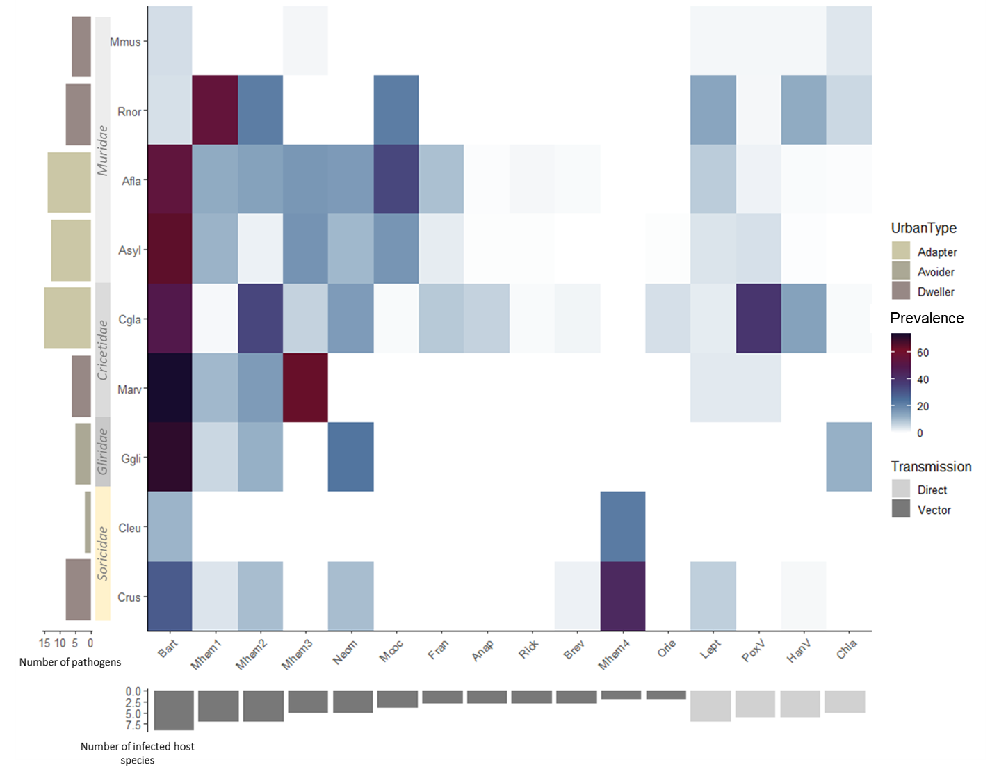 Mmus
Rnor
Afla
Asyl
Cgla
Marv
Ggli
Cleu
Crus
Muridae
Cricetidae
Gliridae
Soricidae
15 10 5 0
Number of pathogens
Bart Mhem1 Mhem2 Mhem3 Neom Mcoc Fran Anap Rick Brev Mhem4 Orie Lept PoxV HanV Chla
0.0
2.5
5.0
7.5
Number of infected host
species
UrbanType
Adapter
Avoider
Dweller
Prevalence
60
40
20
0
Transmission
Direct
Vector